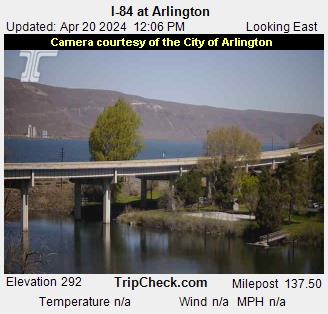 I-84 at Arlington
Updated: Apr 20 2024 12:06 PM Looking East
Camera courtesy of the City of Arlington
Elevation 292 TripCheck.com Milepost 137.50
Temperature n/a Wind n/a MPH n/a